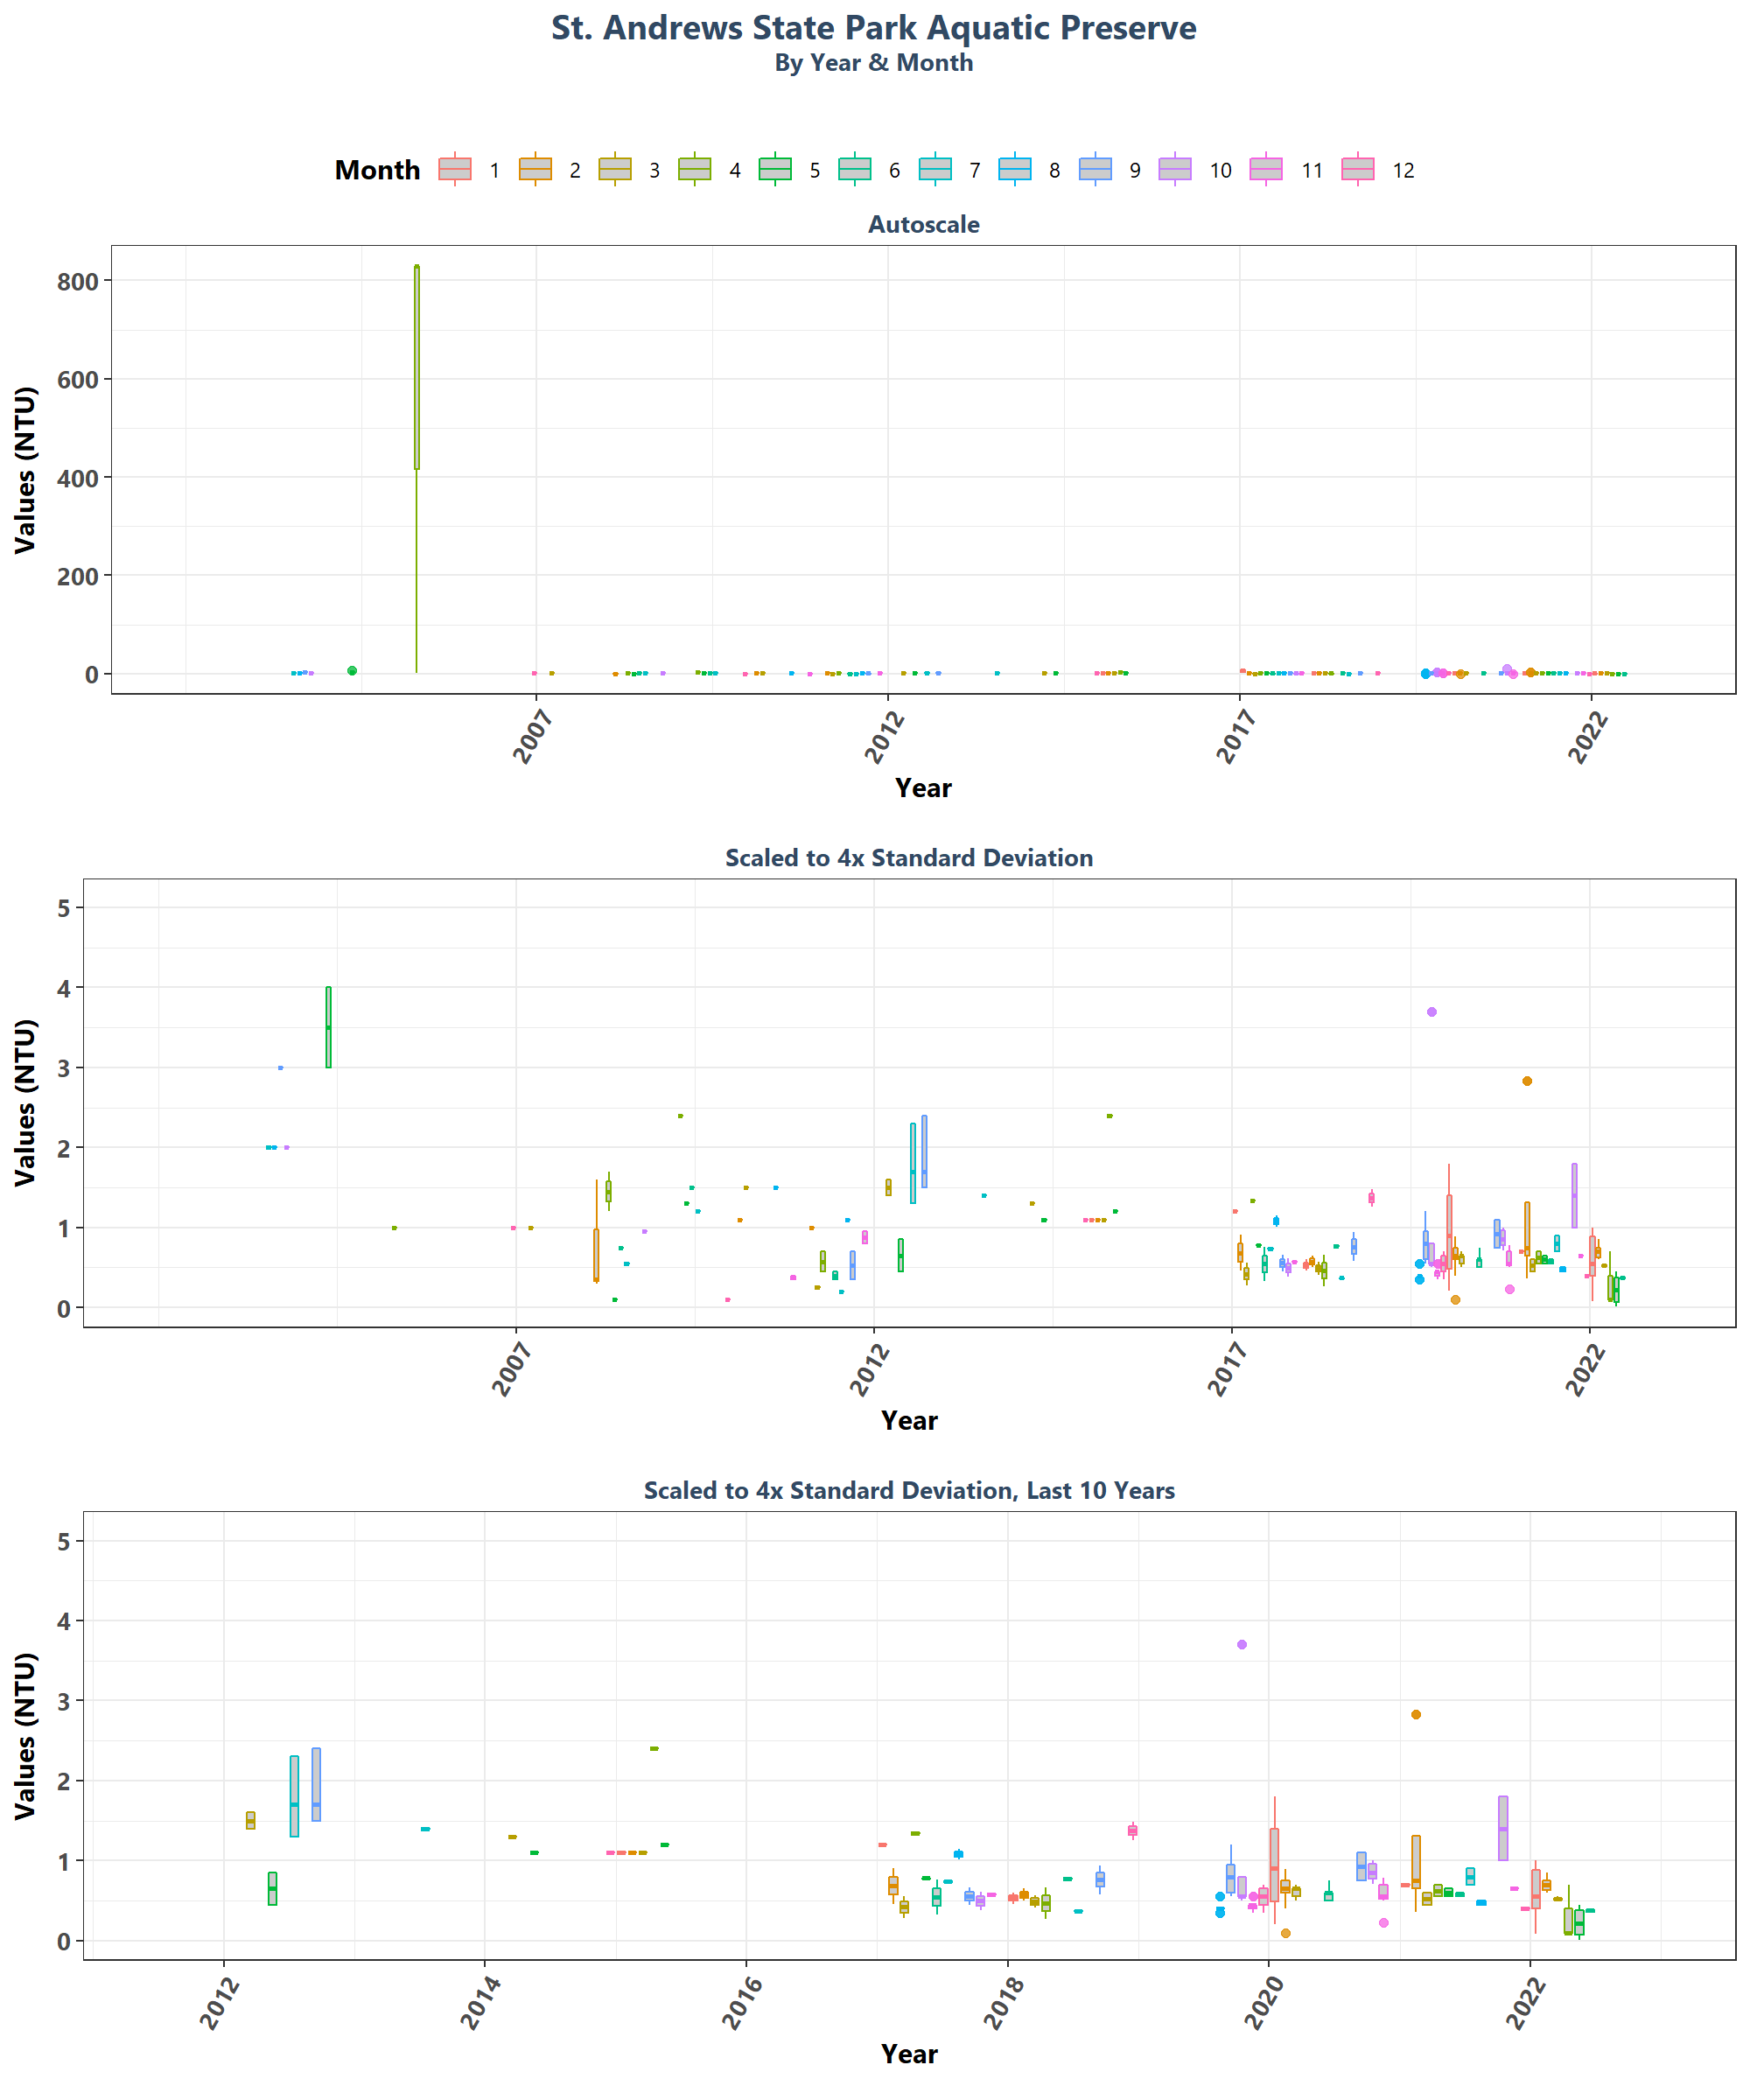 St. Andrews State Park Aquatic Preserve
By Year & Month
Month 1 2 3 4 5 6 7 8 9 10 11 12
Autoscale
Values (NTU)
800
600
400
200
0
2007 2012 2017 2022
Year
Scaled to 4x Standard Deviation
Values (NTU)
5
4
3
2
1
0
2007 2012 2017 2022
Year
Scaled to 4x Standard Deviation, Last 10 Years
Values (NTU)
5
4
3
2
1
0
2012 2014 2016 2018 2020 2022
Year